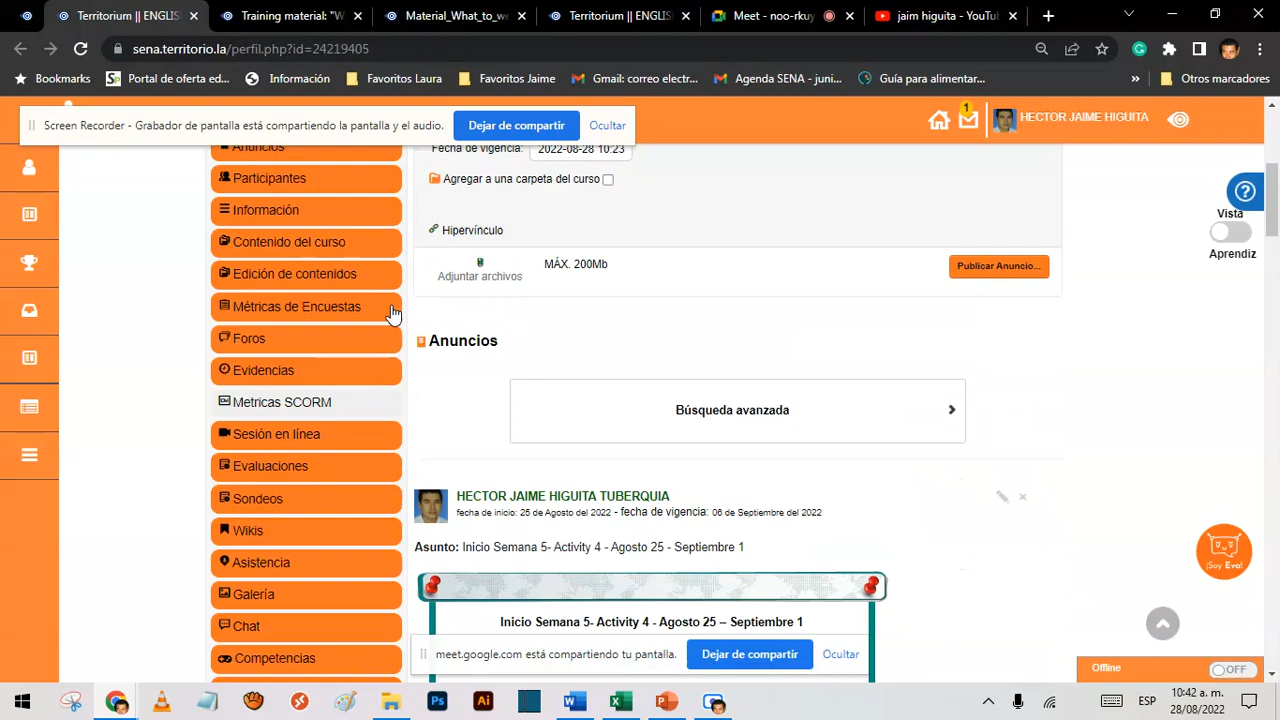 Territorium || ENGLIS
Training: "W
Material_What_to_we
Territorium || ENGLIS
Meet - noo-rkuy
jaim higuita - YouTu
sena.territorio.la/perfil.php?id=24219405
Bookmarks
Portal de oferta ed...
Información
Favoritos Laura
Favoritos Jaime
Gmail: correo electr...
Agenda SENA - juni...
Guía para alternati...
Otros marcadores
Screen Recorder - Grabador de pantalla está compartiendo la pantalla y el audio.
Dejar de compartir
Ocultar
1
HECTOR JAIME HIGUITA
Anuncios
Participantes
Información
Contenido del curso
Edición de contenidos
Métricas de Encuestas
Foros
Evidencias
Metricas SCORM
Sesión en línea
Evaluaciones
Sondeos
Wikis
Asistencia
Galería
Chat
Competencias
Fecha de vigencia:
2022-08-28 10:23
Agregar a una carpeta del curso
Hipervínculo
Adjuntar archivos
MÁX. 200Mb
Publicar Anuncio...
Vista
Aprendiz
Anuncios
Búsqueda avanzada
HECTOR JAIME HIGUITA TUBERQUIA
fecha de inicio: 25 de Agosto del 2022 - fecha de vigencia: 06 de Septiembre del 2022
Asunto: Inicio Semana 5- Activity 4 - Agosto 25 - Septiembre 1
Inicio Semana 5- Activity 4 - Agosto 25 – Septiembre 1
¡Soy Eva!
meet.google.com está compartiendo tu pantalla.
Dejar de compartir
Ocultar
Offline
OFF
Ps
Ai
ESP
10:42 a. m.
28/08/2022